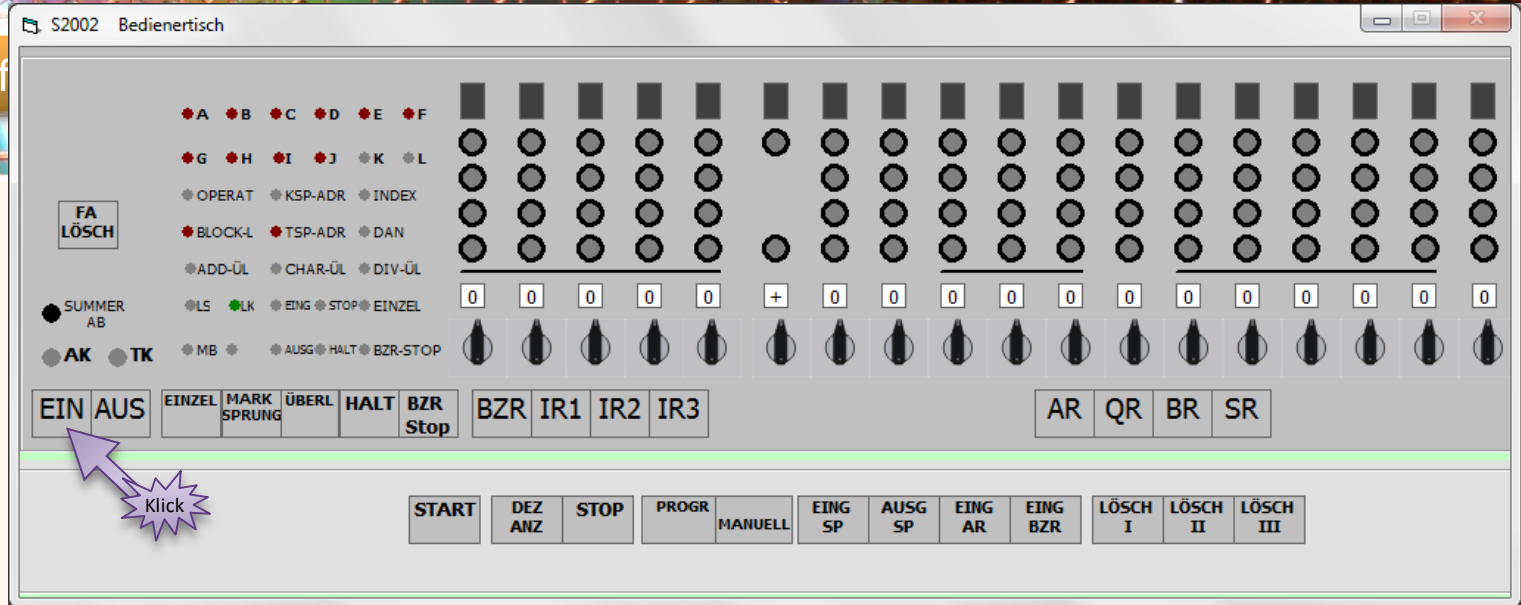 S2002 Bedienertisch
f
A B C D E F
G H I J K L
OPERAT KSP-ADR INDEX
FA
LÖSCH
BLOCK-L TSP-ADR DAN
ADD-ÜL CHAR-ÜL DIV-ÜL
0 0 0 0 0 + 0 0 0 0 0 0 0 0 0 0 0 0
SUMMER
AB
LS LK EING STOP EINZEL
AK TK
MB AUSG HALT BZR-STOP
EIN AUS
EINZEL
MARK
SPRUNG
ÜBERL
HALT
BZR
Stop
BZR IR1 IR2 IR3
AR QR BR SR
Klick
START
DEZ
ANZ
STOP
PROGR
MANUELL
EING
SP
AUSG
SP
EING
AR
EING
BZR
LÖSCH
I
LÖSCH
II
LÖSCH
III